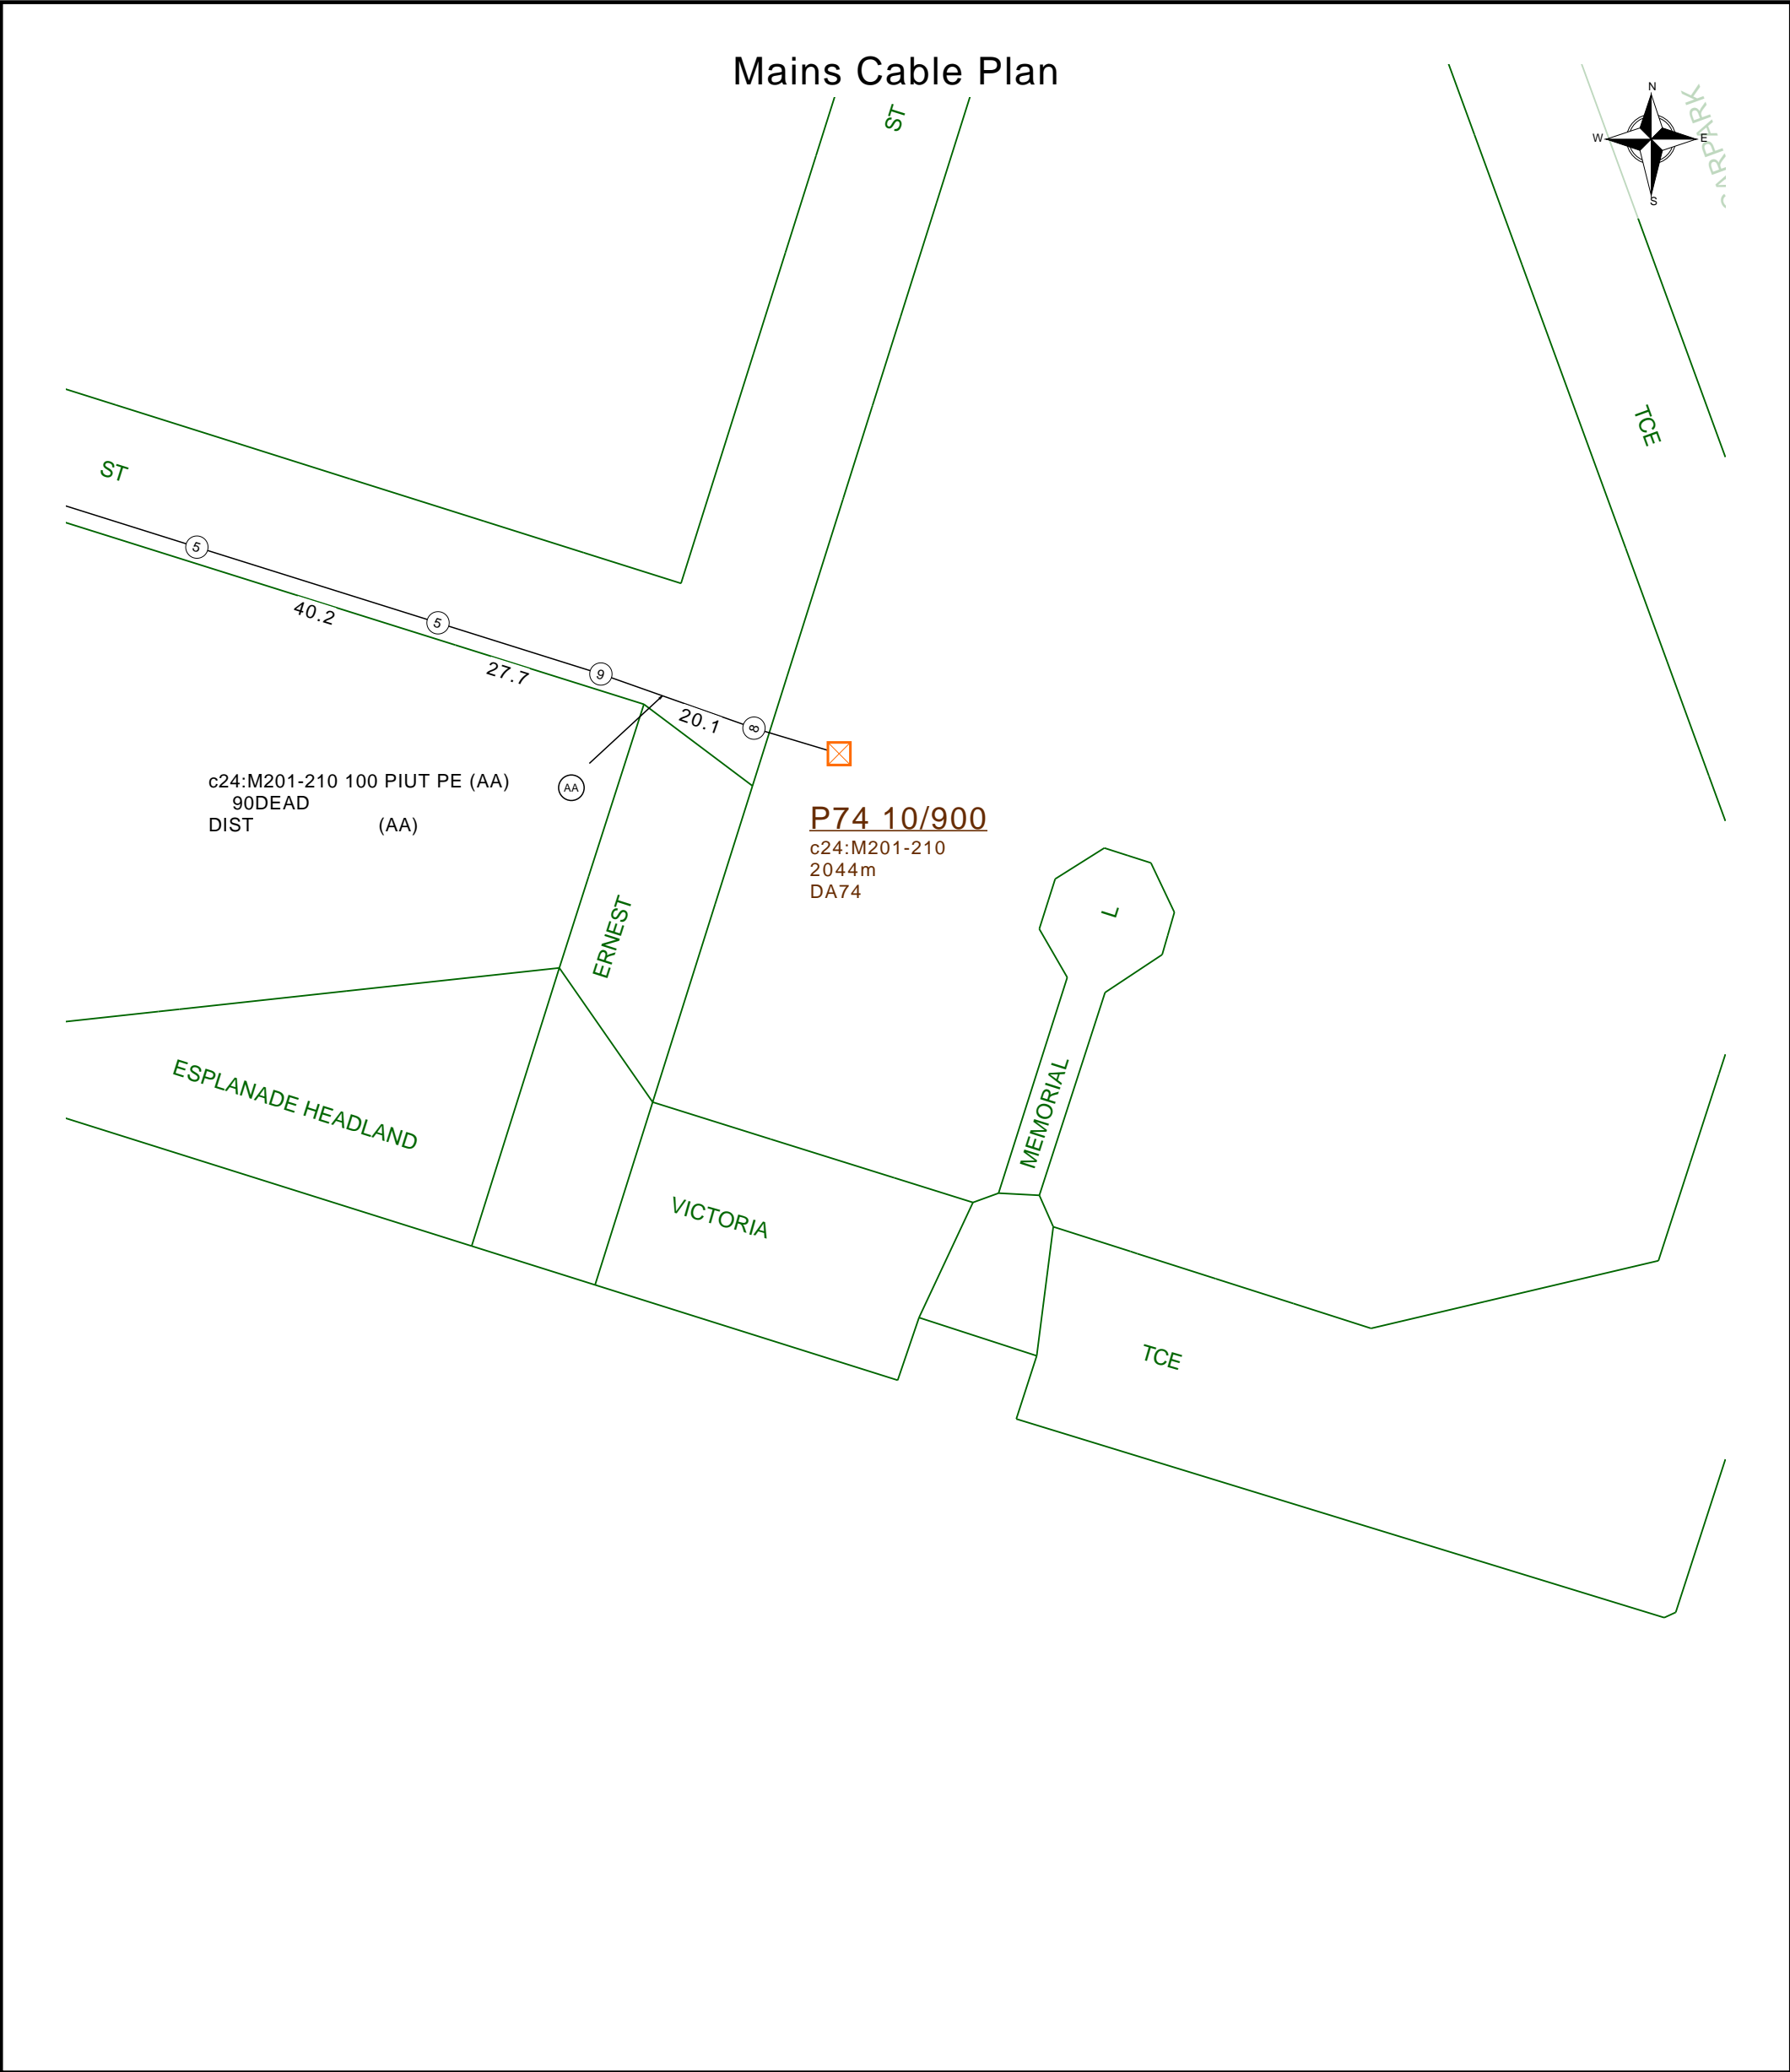 Mains Cable Plan
ST
N
W
E
S
CARPARK
TCE
ST
5
40.2
5
27.7
9
20.1
8
c24:M201-210 100 PIUT PE (AA)
90DEAD
DIST (AA)
AA
P74 10/900
c24:M201-210
2044m
DA74
ERNEST
L
MEMORIAL
ESPLANADE HEADLAND
VICTORIA
TCE